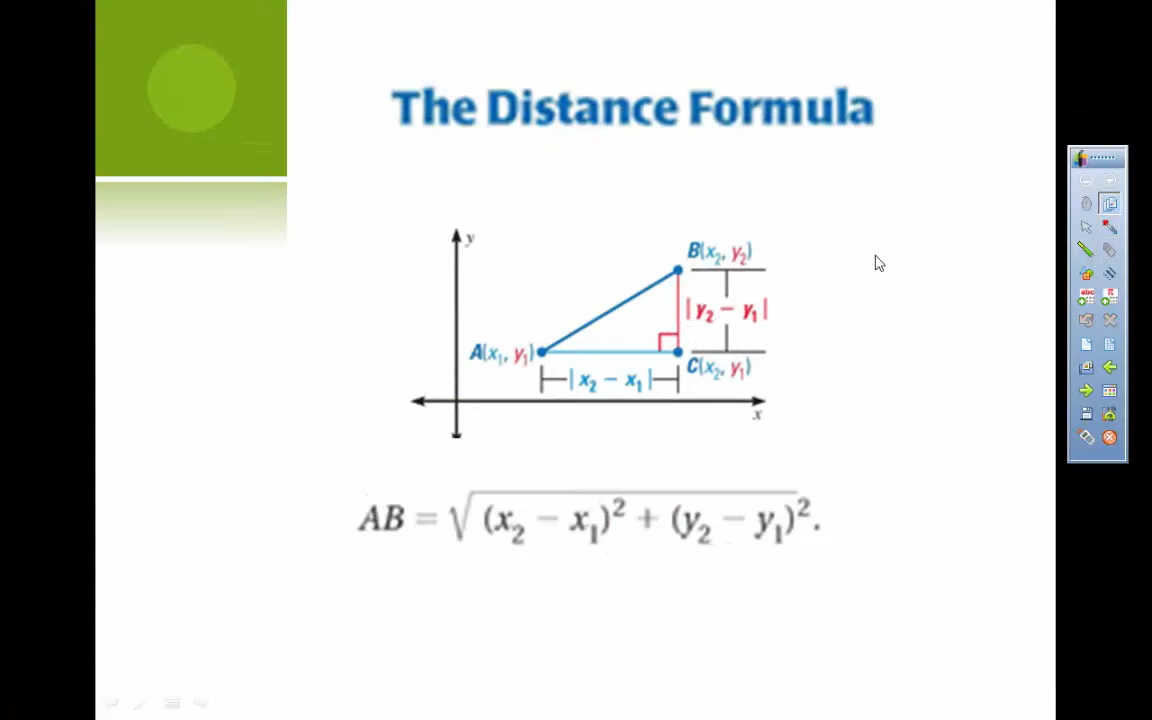 The Distance Formula
y
B(x₂, y₂)
| y₂ − y₁ |
A(x₁, y₁)
C(x₂, y₁)
| x₂ − x₁ |
x
AB = √(x₂ − x₁)² + (y₂ − y₁)².
abc
π